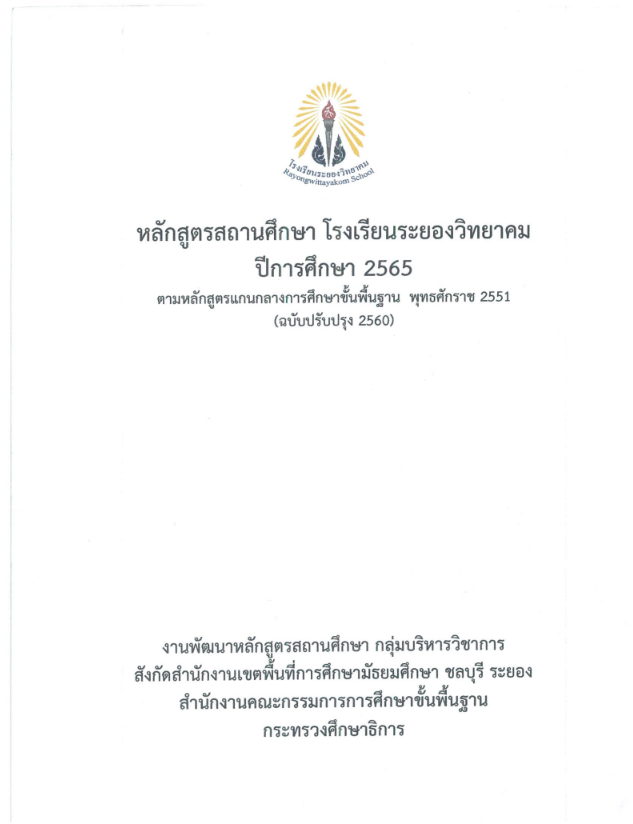 โรงเรียนระยองวิทยาคม
Rayongwittayakom School
หลักสูตรสถานศึกษา โรงเรียนระยองวิทยาคม
ปีการศึกษา 2565
ตามหลักสูตรแกนกลางการศึกษาขั้นพื้นฐาน พุทธศักราช 2551
(ฉบับปรับปรุง 2560)
งานพัฒนาหลักสูตรสถานศึกษา กลุ่มบริหารวิชาการ
สังกัดสำนักงานเขตพื้นที่การศึกษามัธยมศึกษา ชลบุรี ระยอง
สำนักงานคณะกรรมการการศึกษาขั้นพื้นฐาน
กระทรวงศึกษาธิการ